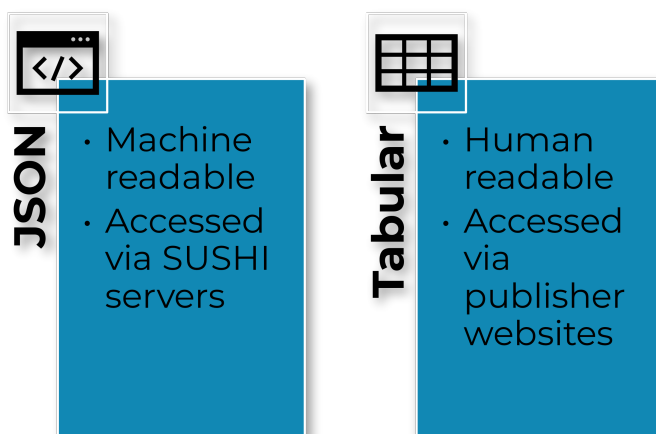 JSON
• Machine
readable
• Accessed
via SUSHI
servers
Tabular
• Human
readable
• Accessed
via
publisher
websites